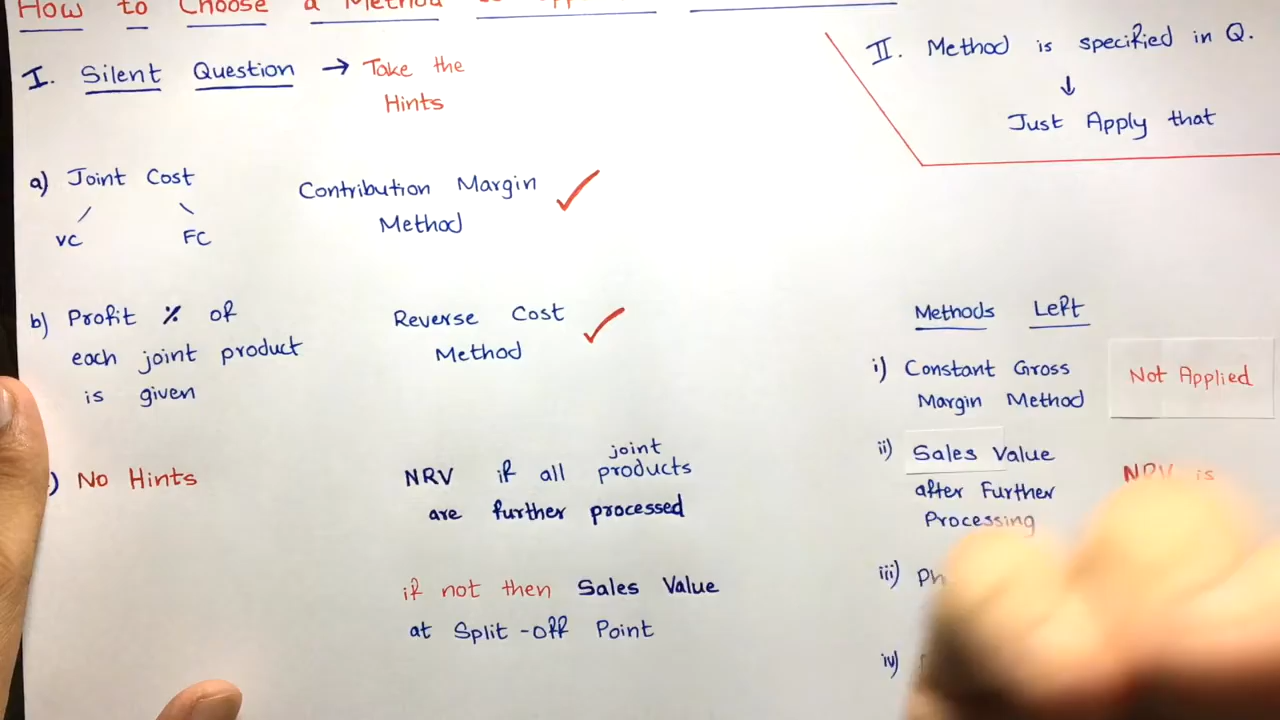 How to Choose a Method
I. Silent Question → Take the
Hints
II. Method is specified in Q.
↓
Just Apply that
a) Joint Cost
VC FC
Contribution Margin
Method ✓
b) Profit % of
each joint product
is given
Reverse Cost
Method ✓
) No Hints
NRV if all joint products
are further processed
if not then Sales Value
at Split-off Point
Methods Left
i) Constant Gross
Margin Method
Not Applied
ii) Sales Value
after Further
Processing
NRV is
iii)
iv)